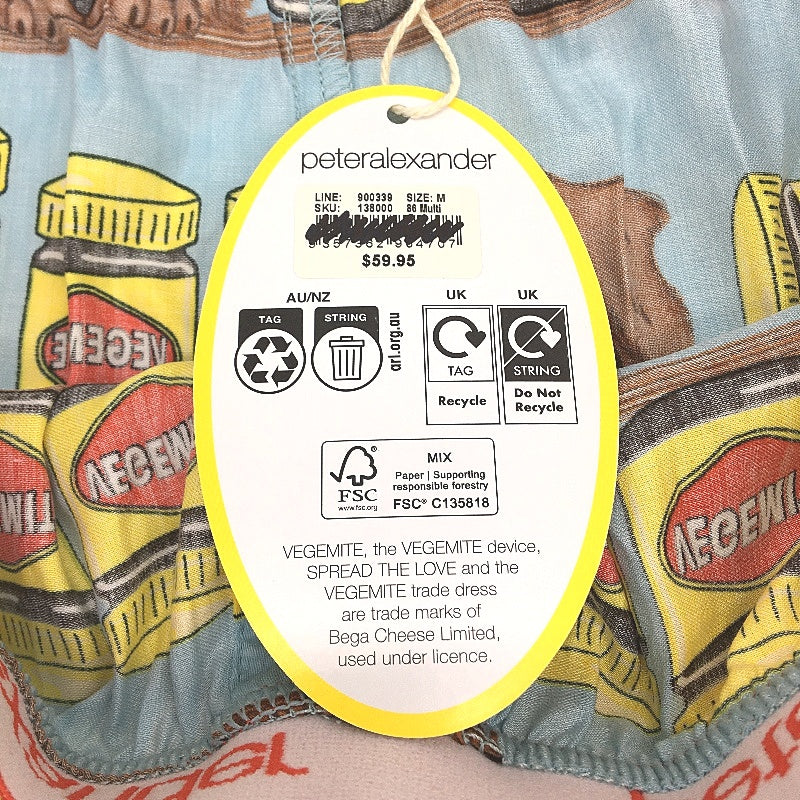 peteralexander
LINE: 900339 SIZE: M
SKU: 138000 86 Multi
$59.95
AU/NZ
TAG
STRING
arl.org.au
UK
TAG
Recycle
UK
STRING
Do Not
Recycle
FSC®
www.fsc.org
MIX
Paper | Supporting
responsible forestry
FSC® C135818
VEGEMITE, the VEGEMITE device,
SPREAD THE LOVE and the
VEGEMITE trade dress
are trade marks of
Bega Cheese Limited,
used under licence.
VEGE
VEGEMI
VEGEMI